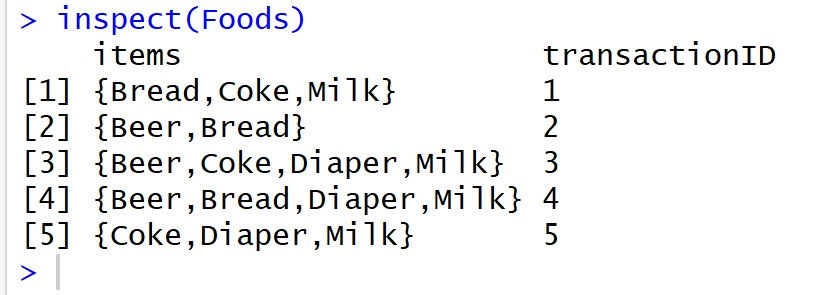 > inspect(Foods)
    items                     transactionID
[1] {Bread,Coke,Milk}         1
[2] {Beer,Bread}              2
[3] {Beer,Coke,Diaper,Milk}   3
[4] {Beer,Bread,Diaper,Milk} 4
[5] {Coke,Diaper,Milk}        5
>